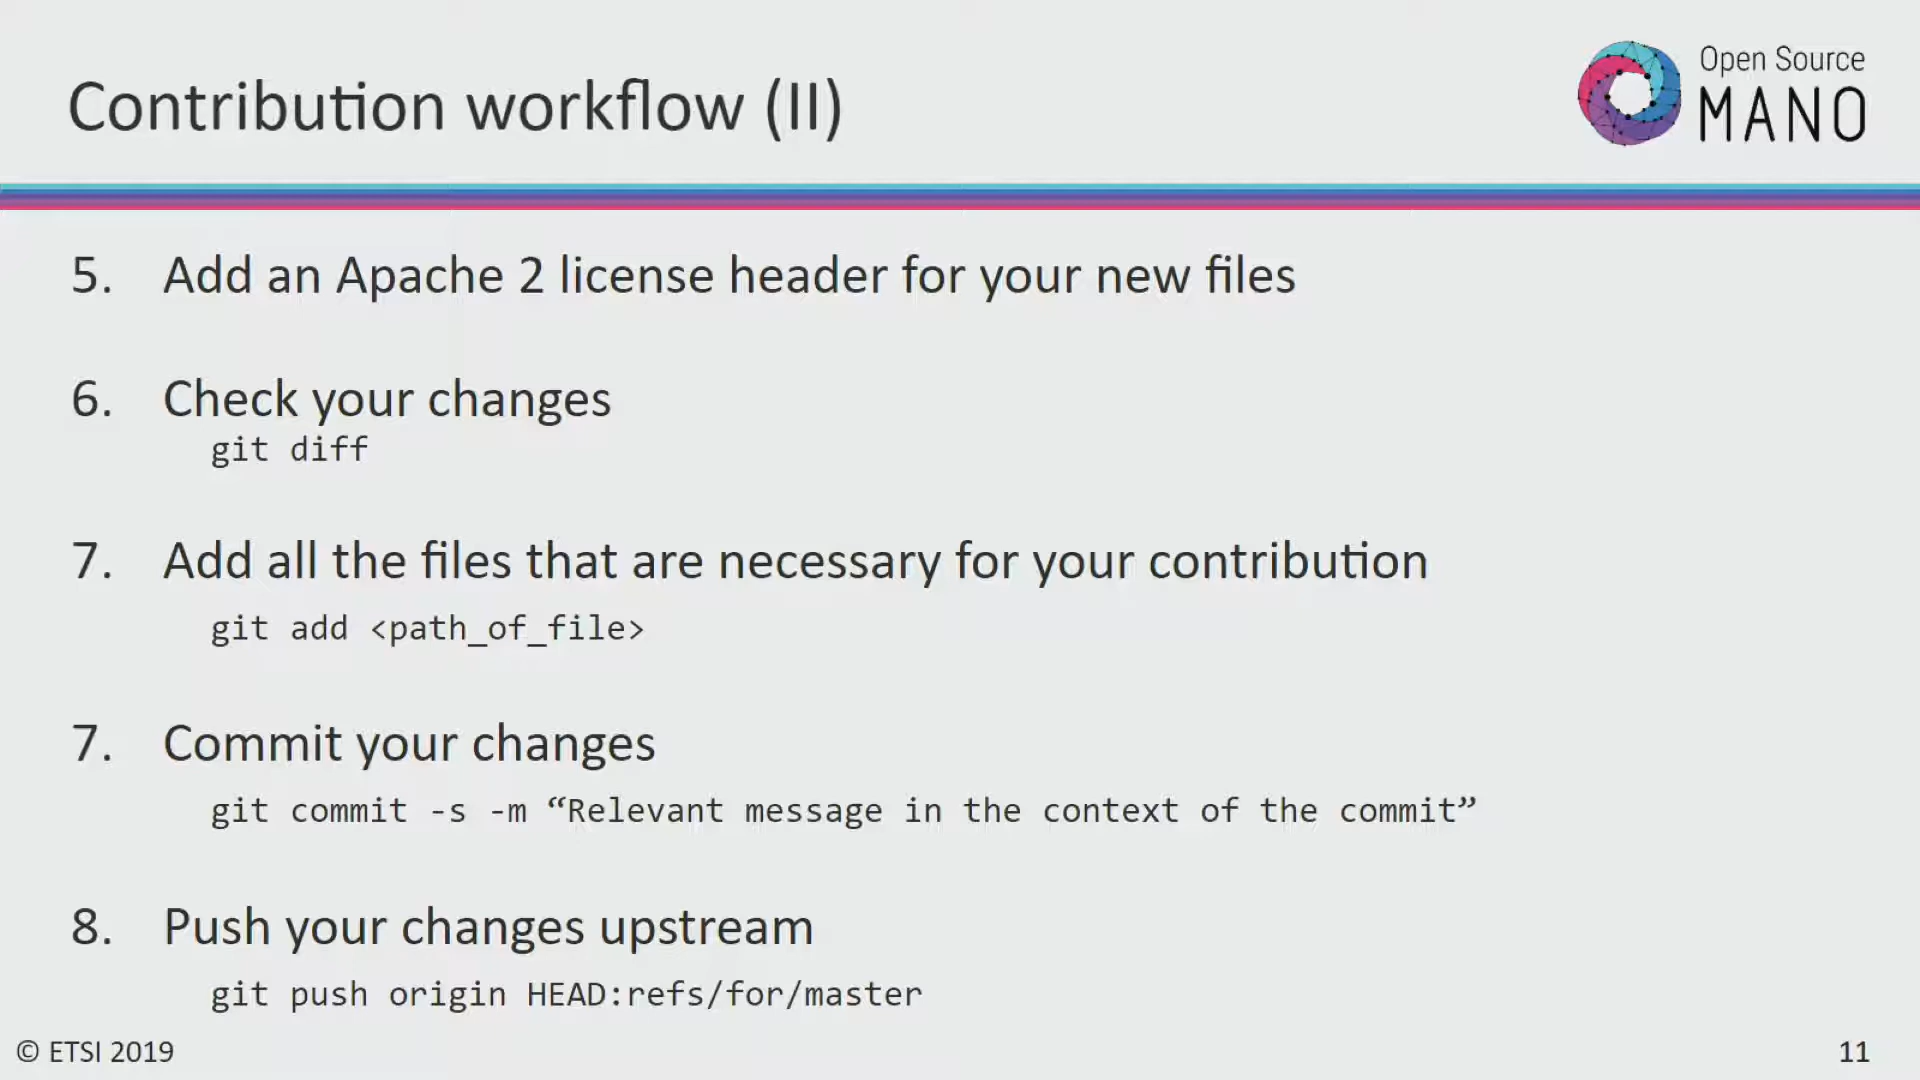 Contribution workflow (II)
Open Source
MANO
5. Add an Apache 2 license header for your new files
6. Check your changes
git diff
7. Add all the files that are necessary for your contribution
git add <path_of_file>
7. Commit your changes
git commit -s -m “Relevant message in the context of the commit”
8. Push your changes upstream
git push origin HEAD:refs/for/master
© ETSI 2019
11